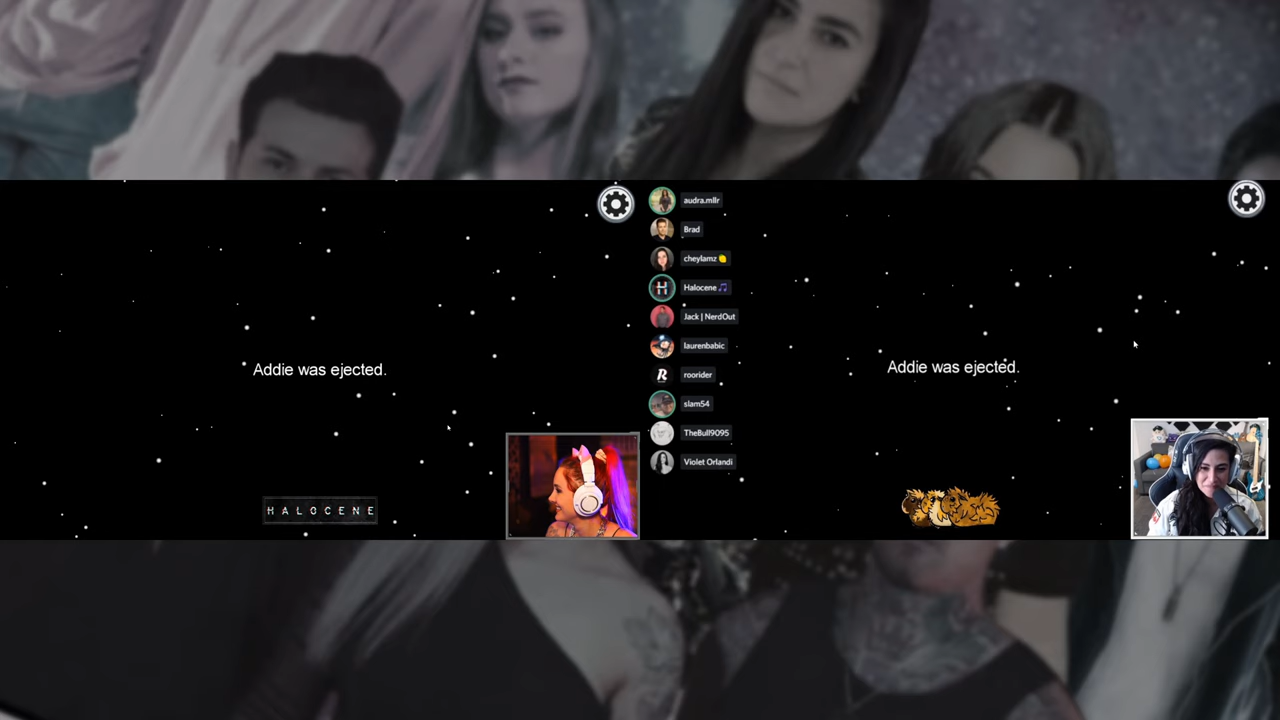 Addie was ejected.
HALOCENE
audra.mllr
Brad
cheylamz
Halocene
Jack | NerdOut
laurenbabic
roorider
slam54
TheBull9095
Violet Orlandi
Addie was ejected.